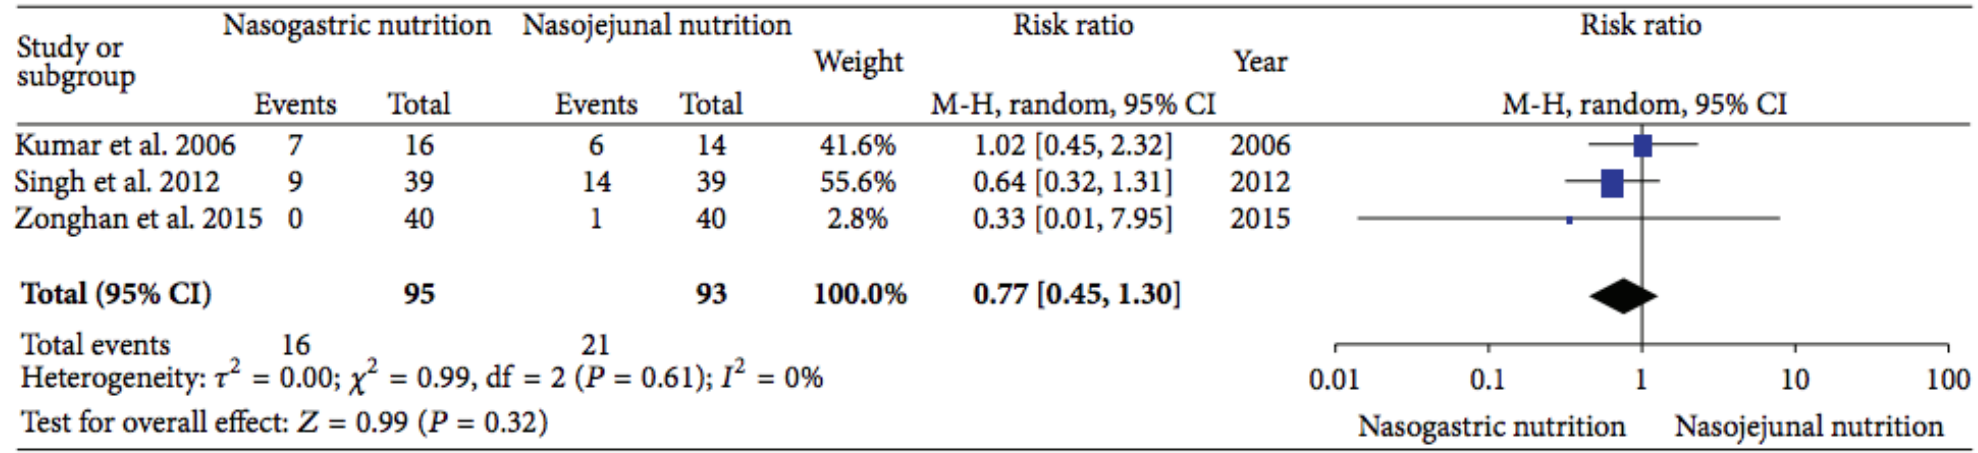 Nasogastric nutrition Nasojejunal nutrition Risk ratio Risk ratio
Study or subgroup Weight Year
Events Total Events Total M-H, random, 95% CI M-H, random, 95% CI
Kumar et al. 2006 7 16 6 14 41.6% 1.02 [0.45, 2.32] 2006
Singh et al. 2012 9 39 14 39 55.6% 0.64 [0.32, 1.31] 2012
Zonghan et al. 2015 0 40 1 40 2.8% 0.33 [0.01, 7.95] 2015
Total (95% CI) 95 93 100.0% 0.77 [0.45, 1.30]
Total events 16 21
Heterogeneity: τ² = 0.00; χ² = 0.99, df = 2 (P = 0.61); I² = 0%
Test for overall effect: Z = 0.99 (P = 0.32)
0.01 0.1 1 10 100
Nasogastric nutrition Nasojejunal nutrition